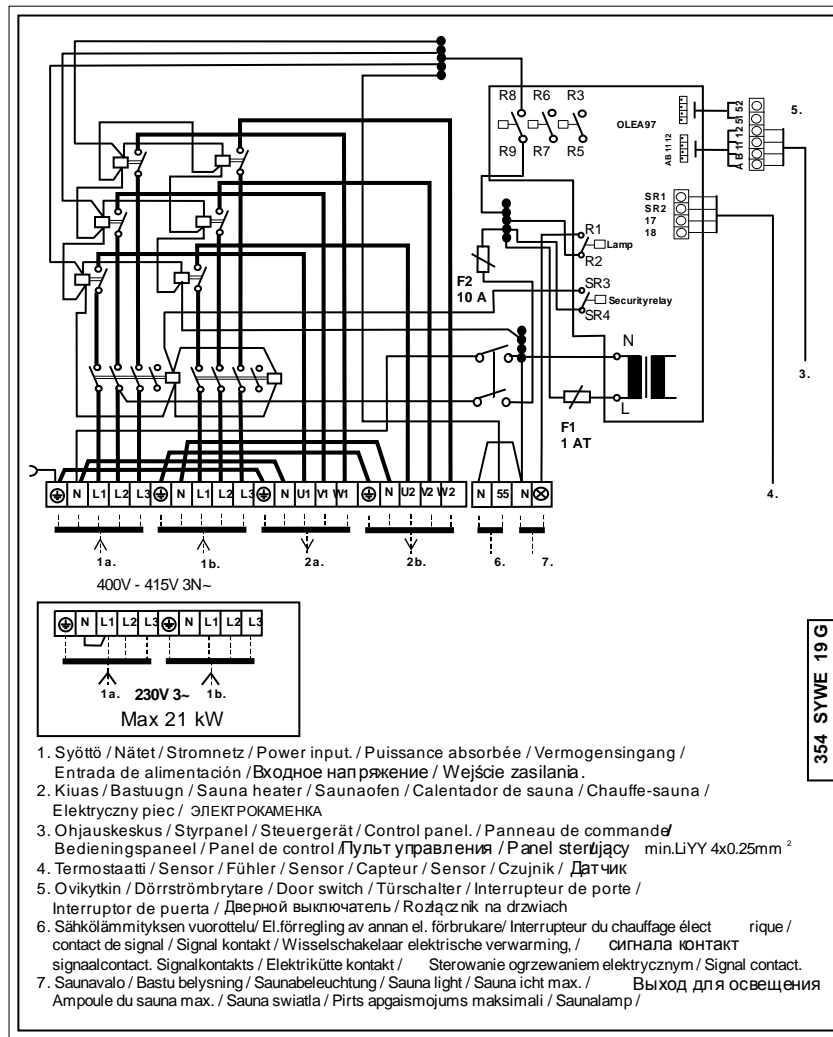 R8 R6 R3
OLEA97
5.
51 52
R9 R7 R5
AB 11 12
A B 11 12
SR1
SR2
17
18
R1
Lamp
R2
F2
10 A
SR3
Securityrelay
SR4
N
3.
L
F1
1 AT
4.
N L1 L2 L3 N L1 L2 L3 N U1 V1 W1 N U2 V2 W2 N 55 N
1a. 1b. 2a. 2b. 6. 7.
400V - 415V 3N~
N L1 L2 L3 N L1 L2 L3
1a. 230V 3~ 1b.
Max 21 kW
354 SYWE 19 G
1. Syöttö / Nätet / Stromnetz / Power input. / Puissance absorbée / Vermogensingang /
Entrada de alimentación / Входное напряжение / Wejście zasilania.
2. Kiuas / Bastuugn / Sauna heater / Saunaofen / Calentador de sauna / Chauffe-sauna /
Elektryczny piec / ЭЛЕКТРОКАМЕНКА
3. Ohjauskeskus / Styrpanel / Steuergerät / Control panel. / Panneau de commande/
Bedieningspaneel / Panel de control / Пульт управления / Panel sterujący min.LiYY 4x0.25mm ²
4. Termostaatti / Sensor / Fühler / Sensor / Capteur / Sensor / Czujnik / Датчик
5. Ovikytkin / Dörrströmbrytare / Door switch / Türschalter / Interrupteur de porte /
Interruptor de puerta / Дверной выключатель / Rozłącznik na drzwiach
6. Sähkölämmityksen vuorottelu/ El.förregling av annan el. förbrukare/ Interrupteur du chauffage élect rique /
contact de signal / Signal kontakt / Wisselschakelaar elektrische verwarming, / сигнала контакт
signaalcontact. Signalkontakts / Elektrikütte kontakt / Sterowanie ogrzewaniem elektrycznym / Signal contact.
7. Saunavalo / Bastu belysning / Saunabeleuchtung / Sauna light / Sauna icht max. / Выход для освещения
Ampoule du sauna max. / Sauna swiatla / Pirts apgaismojums maksimali / Saunalamp /